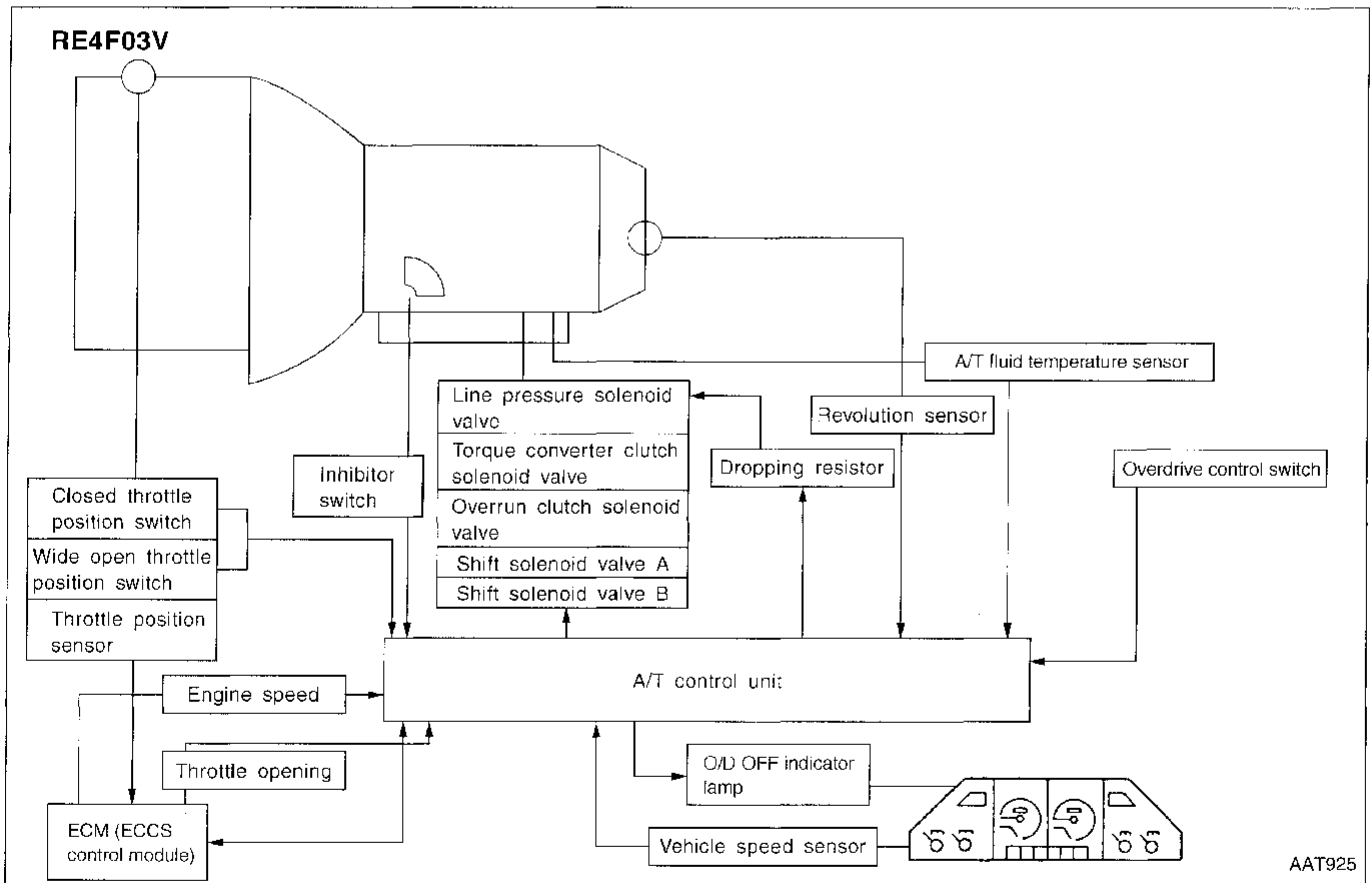 RE4F03V
A/T fluid temperature sensor
Line pressure solenoid
valve
Torque converter clutch
solenoid valve
Overrun clutch solenoid
valve
Shift solenoid valve A
Shift solenoid valve B
Revolution sensor
Dropping resistor
Overdrive control switch
Inhibitor
switch
Closed throttle
position switch
Wide open throttle
position switch
Throttle position
sensor
A/T control unit
Engine speed
Throttle opening
O/D OFF indicator
lamp
ECM (ECCS
control module)
Vehicle speed sensor
AAT925